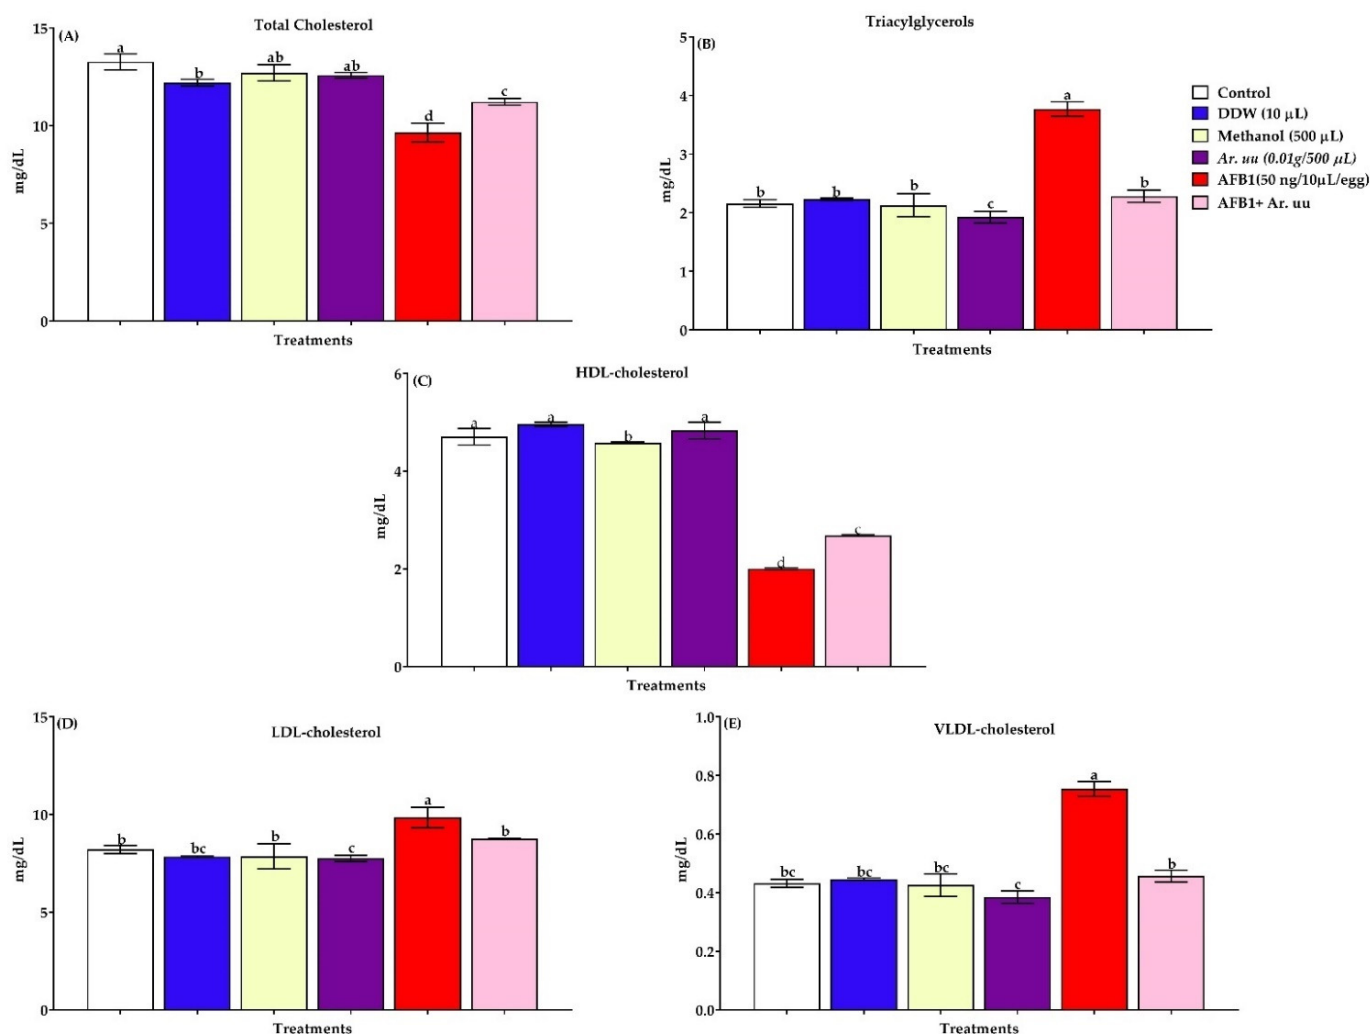 (A)
Total Cholesterol
15
10
5
0
mg/dL
a
b
ab
ab
d
c
Treatments
Triacylglycerols
(B)
5
4
3
2
1
0
mg/dL
b
b
b
c
a
b
Treatments
Control
DDW (10 µL)
Methanol (500 µL)
Ar. uu (0.01g/500 µL)
AFB1(50 ng/10µL/egg)
AFB1+ Ar. uu
(C)
HDL-cholesterol
6
4
2
0
mg/dL
a
a
b
a
d
c
Treatments
(D)
LDL-cholesterol
15
10
5
0
mg/dL
b
bc
b
c
a
b
Treatments
(E)
VLDL-cholesterol
1.0
0.8
0.6
0.4
0.2
0.0
mg/dL
bc
bc
bc
c
a
b
Treatments